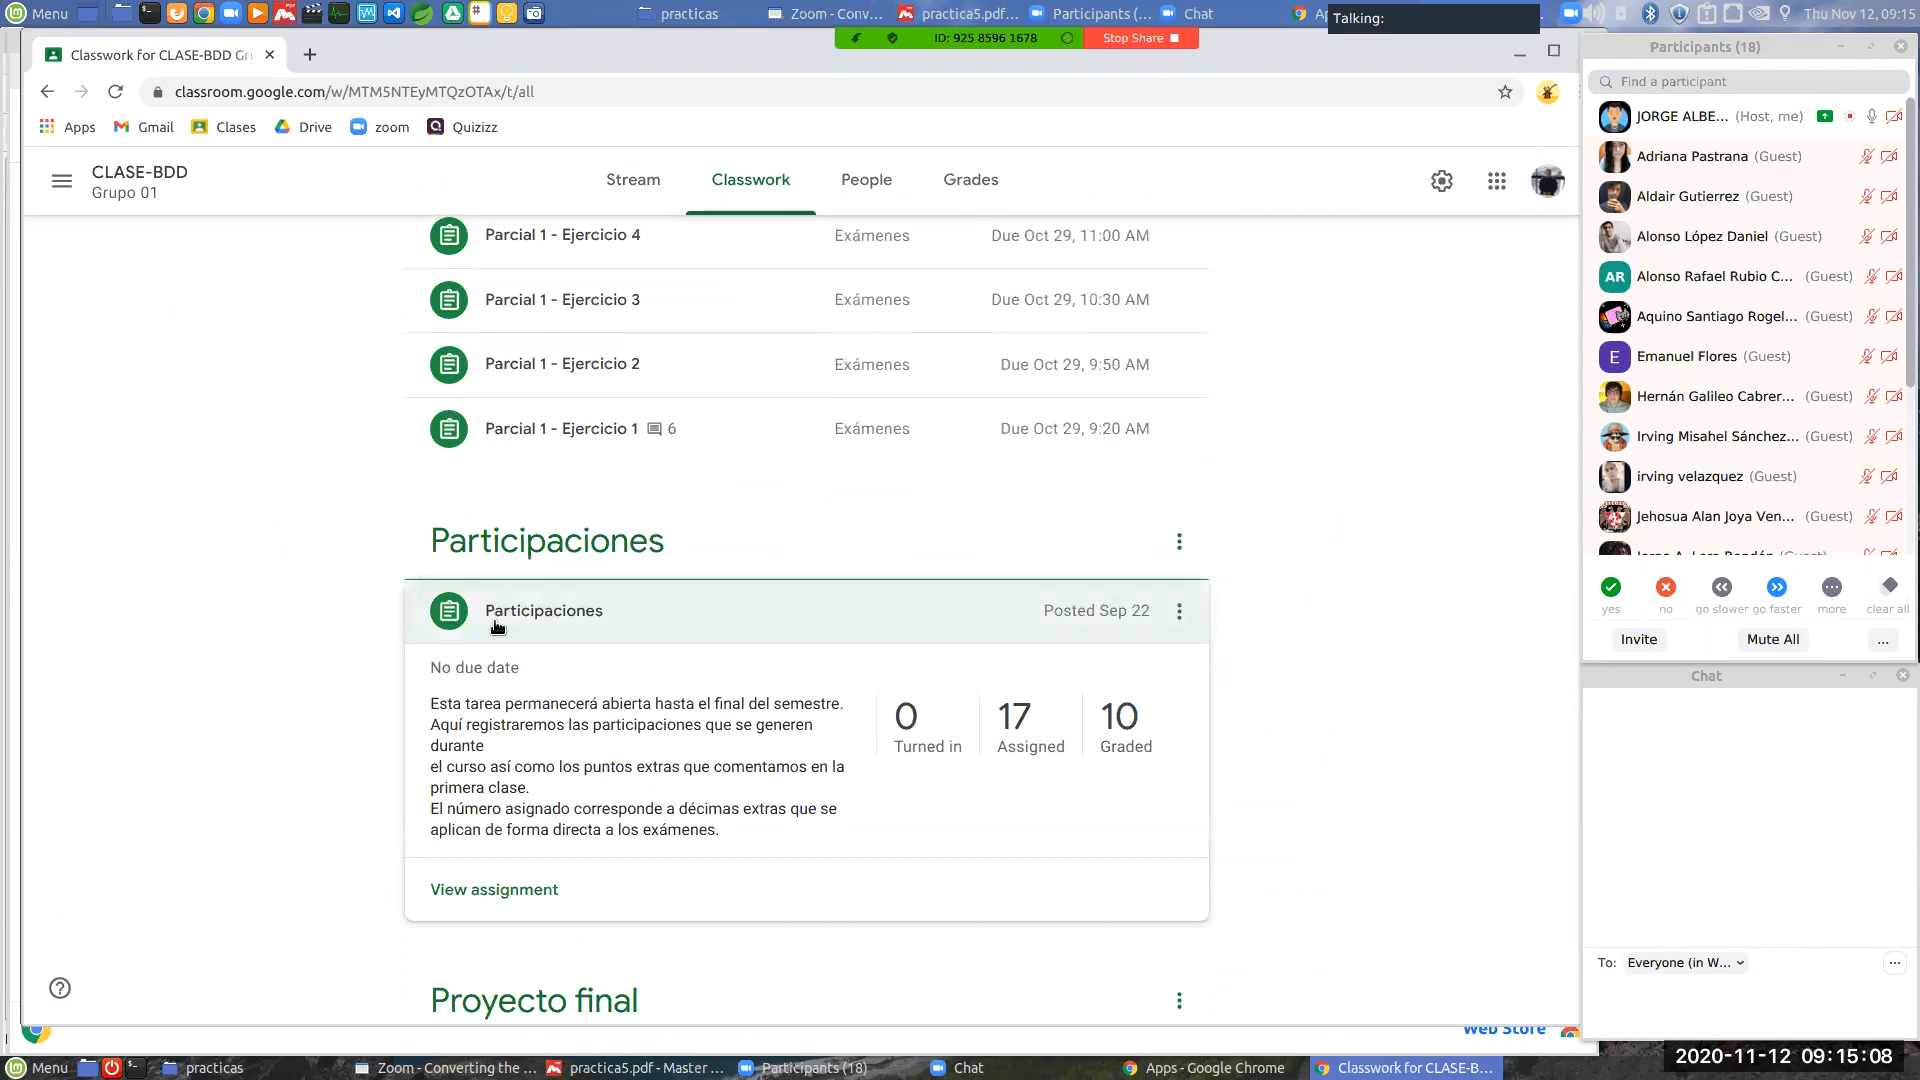 Menu
practicas
Zoom - Conv...
practica5.pdf...
Participants (...
Chat
Talking:
Thu Nov 12, 09:15
ID: 925 8596 1678
Stop Share
Classwork for CLASE-BDD Gr
classroom.google.com/w/MTM5NTEyMTQzOTAx/t/all
Apps
Gmail
Clases
Drive
zoom
Quizizz
CLASE-BDD
Grupo 01
Stream
Classwork
People
Grades
Parcial 1 - Ejercicio 4
Exámenes
Due Oct 29, 11:00 AM
Parcial 1 - Ejercicio 3
Exámenes
Due Oct 29, 10:30 AM
Parcial 1 - Ejercicio 2
Exámenes
Due Oct 29, 9:50 AM
Parcial 1 - Ejercicio 1
6
Exámenes
Due Oct 29, 9:20 AM
Participaciones
Participaciones
Posted Sep 22
No due date
Esta tarea permanecerá abierta hasta el final del semestre.
Aquí registraremos las participaciones que se generen
durante
el curso así como los puntos extras que comentamos en la
primera clase.
El número asignado corresponde a décimas extras que se
aplican de forma directa a los exámenes.
0
Turned in
17
Assigned
10
Graded
View assignment
Proyecto final
Web Store
Participants (18)
Find a participant
JORGE ALBE... (Host, me)
Adriana Pastrana (Guest)
Aldair Gutierrez (Guest)
Alonso López Daniel (Guest)
AR
Alonso Rafael Rubio C... (Guest)
Aquino Santiago Rogel... (Guest)
E
Emanuel Flores (Guest)
Hernán Galileo Cabrer... (Guest)
Irving Misahel Sánchez... (Guest)
irving velazquez (Guest)
Jehosua Alan Joya Ven... (Guest)
yes
no
go slower
go faster
more
clear all
Invite
Mute All
...
Chat
To: Everyone (in W...
Menu
practicas
Zoom - Converting the ...
practica5.pdf - Master ...
Participants (18)
Chat
Apps - Google Chrome
Classwork for CLASE-B...
2020-11-12 09:15:08